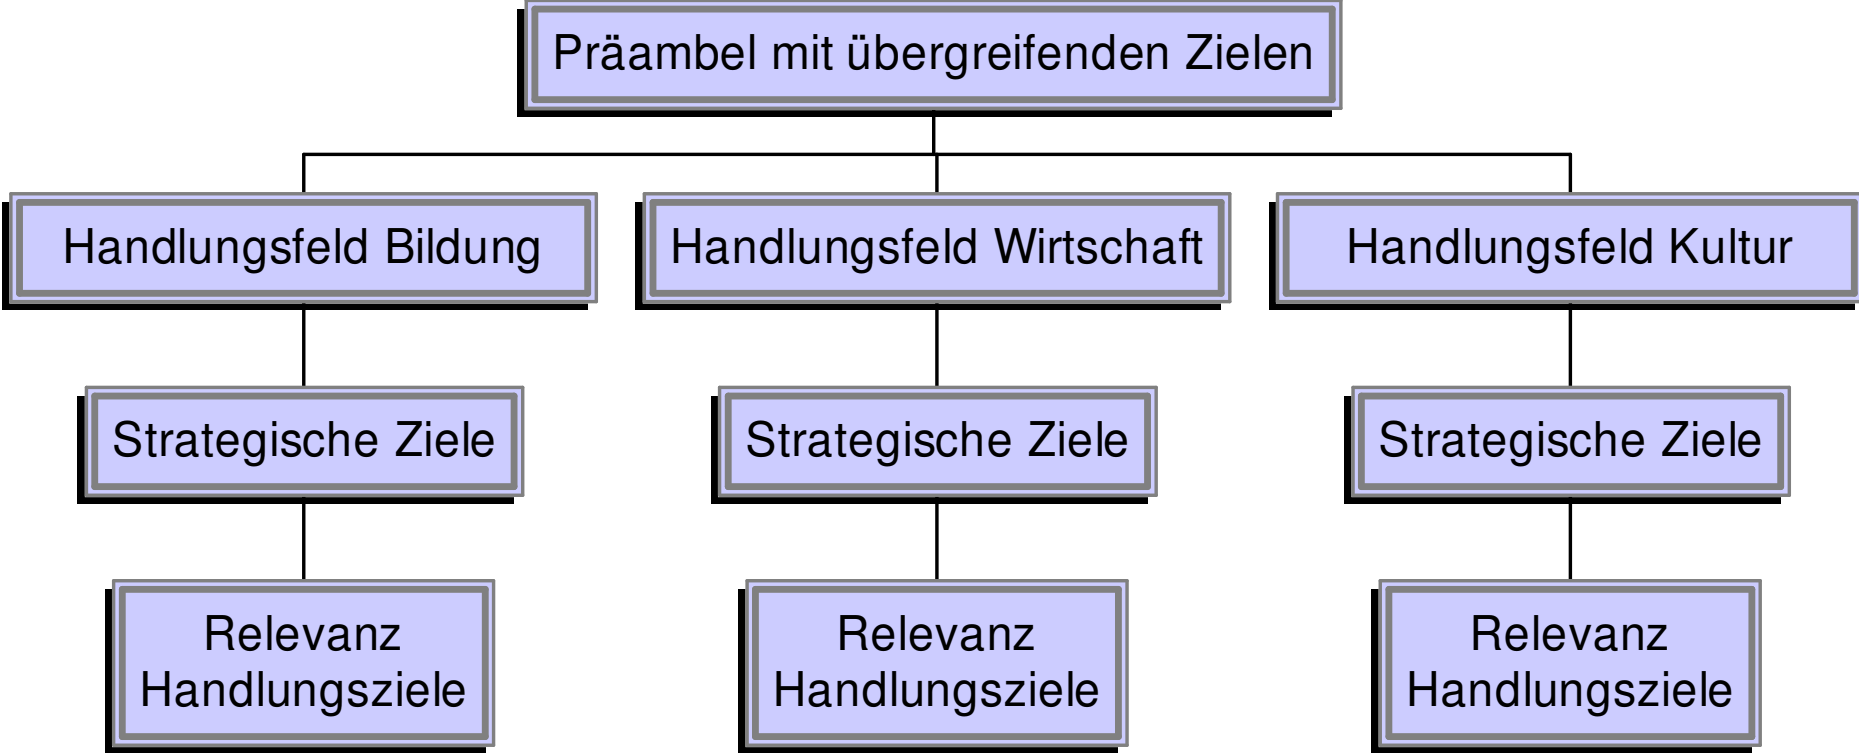 Präambel mit übergreifenden Zielen
Handlungsfeld Bildung
Handlungsfeld Wirtschaft
Handlungsfeld Kultur
Strategische Ziele
Strategische Ziele
Strategische Ziele
Relevanz
Handlungsziele
Relevanz
Handlungsziele
Relevanz
Handlungsziele